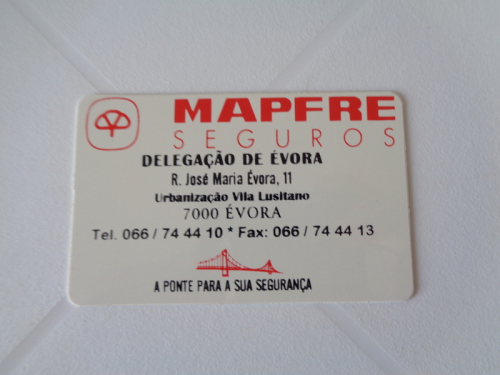 MAPFRE
SEGUROS
DELEGAÇÃO DE ÉVORA
R. José Maria Évora, 11
Urbanização Vila Lusitano
7000 ÉVORA
Tel. 066 / 74 44 10 * Fax: 066 / 74 44 13
A PONTE PARA A SUA SEGURANÇA